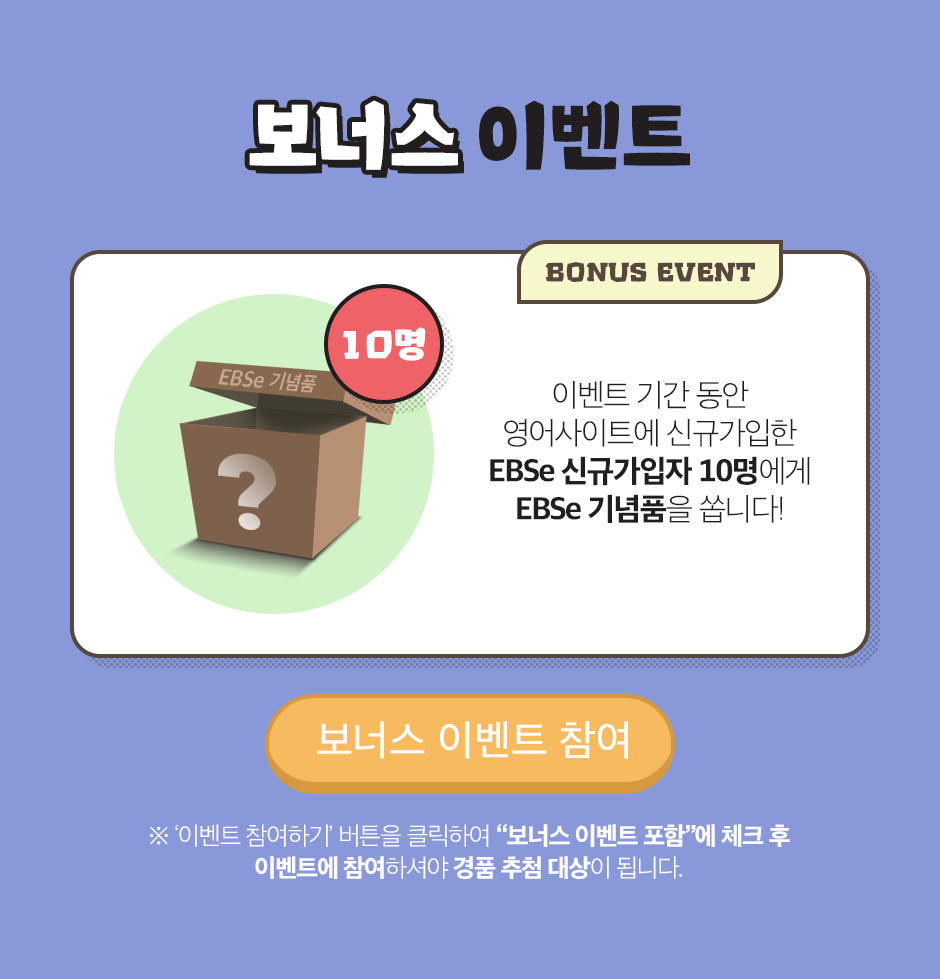 보너스 이벤트
BONUS EVENT
10명
EBSe 기념품
?
이벤트 기간 동안
영어사이트에 신규가입한
EBSe 신규가입자 10명에게
EBSe 기념품을 쏩니다!
보너스 이벤트 참여
※ ‘이벤트 참여하기’ 버튼을 클릭하여 “보너스 이벤트 포함”에 체크 후
이벤트에 참여하셔야 경품 추첨 대상이 됩니다.